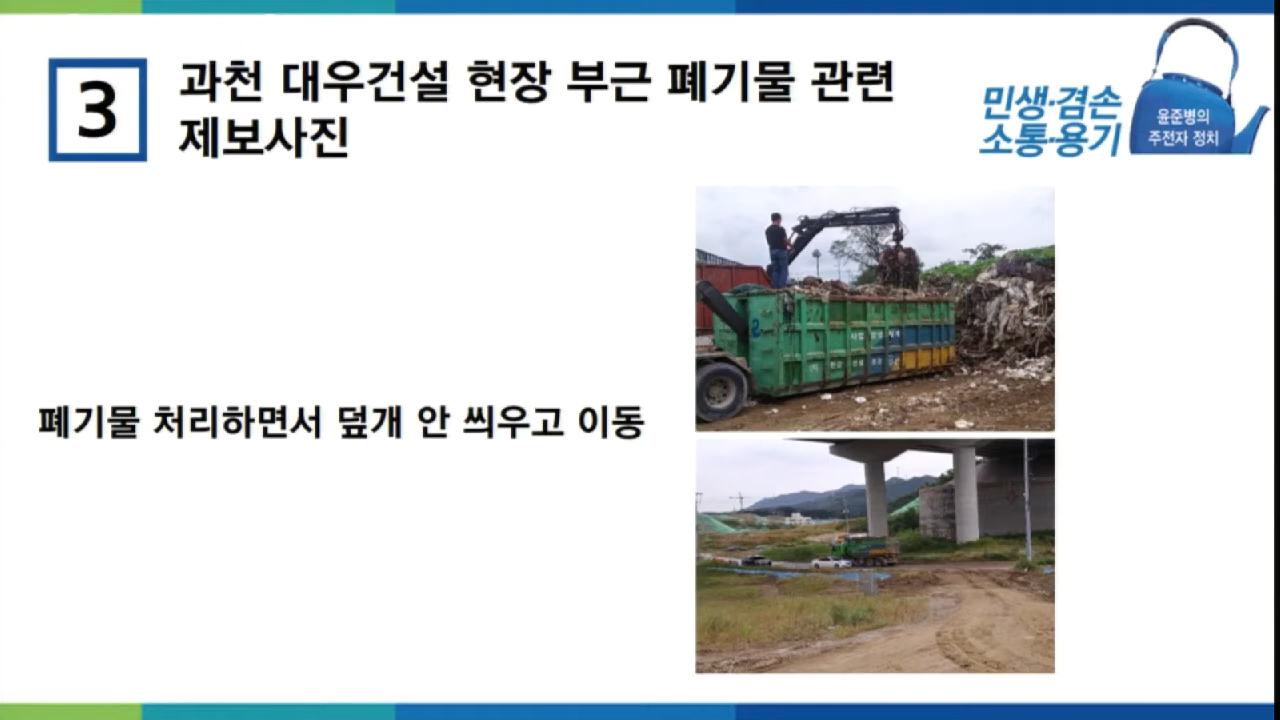 3
과천 대우건설 현장 부근 폐기물 관련
제보사진
민생·겸손
소통·용기
윤준병의
주전자 정치
폐기물 처리하면서 덮개 안 씌우고 이동
2